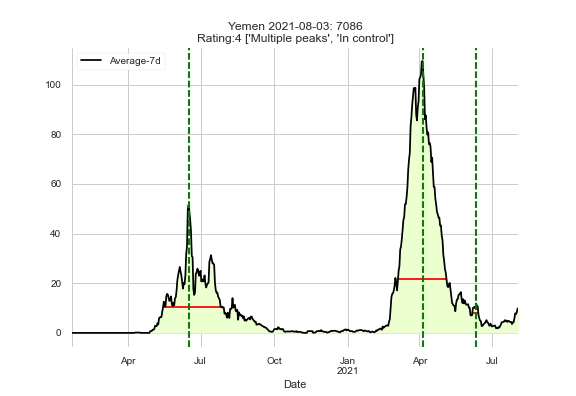 Yemen 2021-08-03: 7086
Rating:4 ['Multiple peaks', 'In control']
Average-7d
100
80
60
40
20
0
Apr Jul Oct Jan Apr Jul
2021
Date